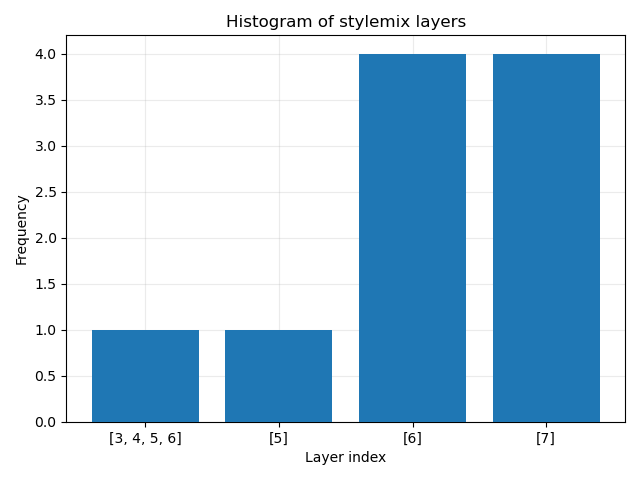 Histogram of stylemix layers
Frequency
4.0
3.5
3.0
2.5
2.0
1.5
1.0
0.5
0.0
[3, 4, 5, 6] [5] [6] [7]
Layer index